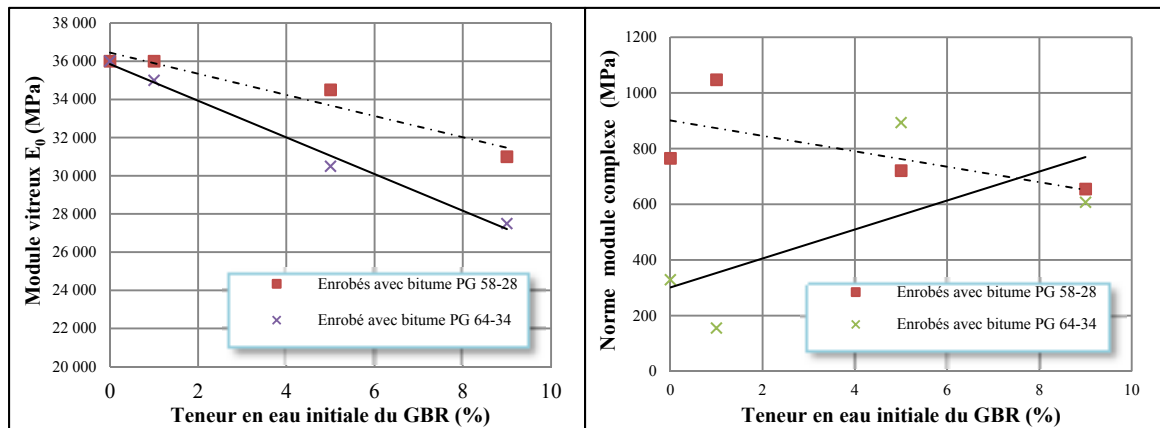 38 000
36 000
34 000
32 000
30 000
28 000
26 000
24 000
22 000
20 000
Module vitreux E0 (MPa)
Enrobés avec bitume PG 58-28
Enrobé avec bitume PG 64-34
0 2 4 6 8 10
Teneur en eau initiale du GBR (%)
1200
1000
800
600
400
200
0
Norme module complexe (MPa)
Enrobés avec bitume PG 58-28
Enrobés avec bitume PG 64-34
0 2 4 6 8 10
Teneur en eau initiale du GBR (%)